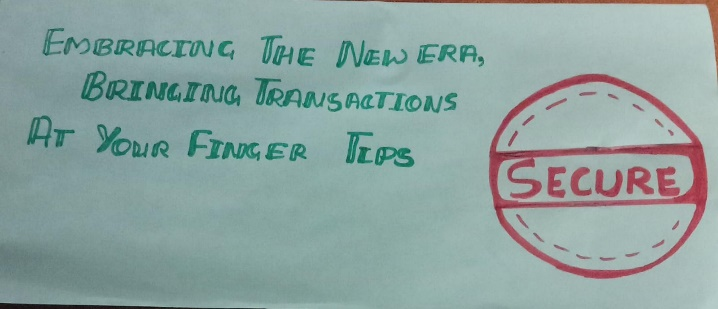 EMBRACING THE NEW ERA,
BRINGING TRANSACTIONS
AT YOUR FINGER TIPS
SECURE